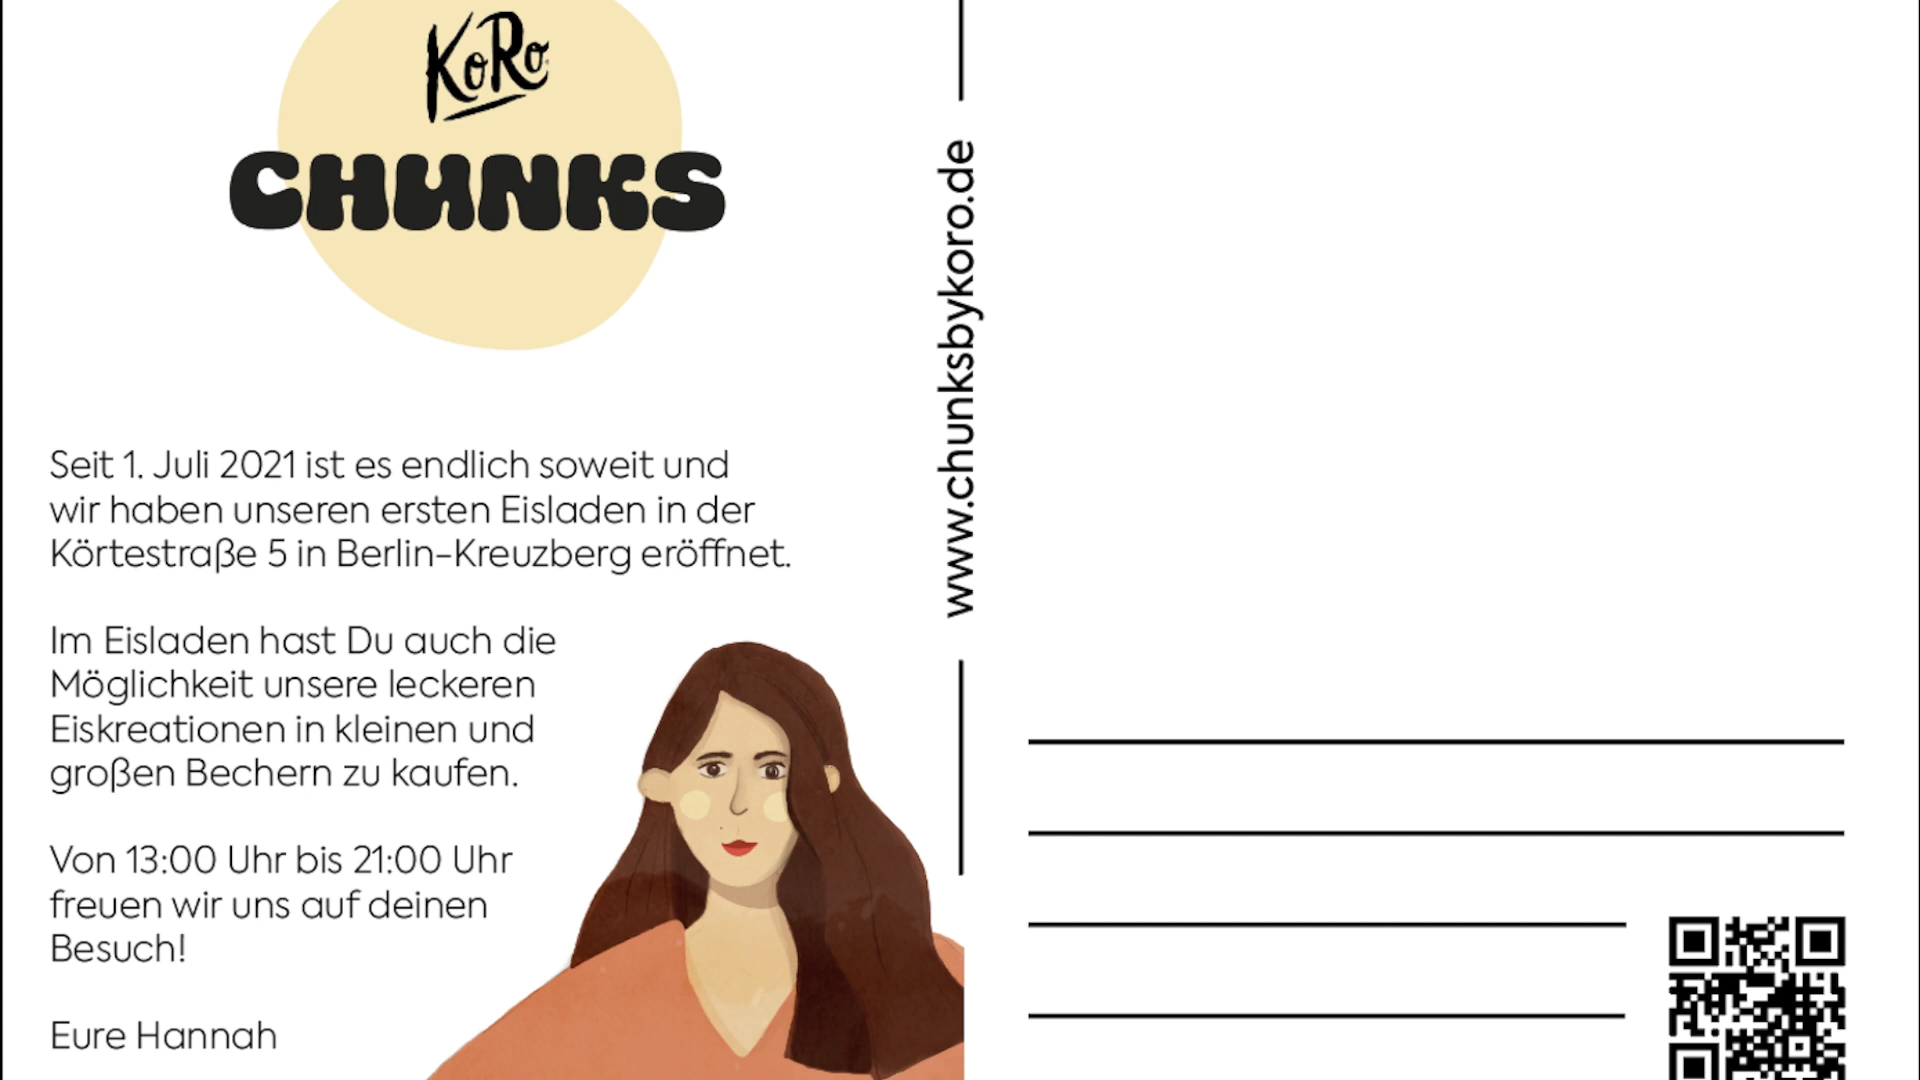 KoRo
CHUNKS
Seit 1. Juli 2021 ist es endlich soweit und
wir haben unseren ersten Eisladen in der
Körtestraße 5 in Berlin-Kreuzberg eröffnet.
Im Eisladen hast Du auch die
Möglichkeit unsere leckeren
Eiskreationen in kleinen und
großen Bechern zu kaufen.
Von 13:00 Uhr bis 21:00 Uhr
freuen wir uns auf deinen
Besuch!
Eure Hannah
www.chunksbykoro.de